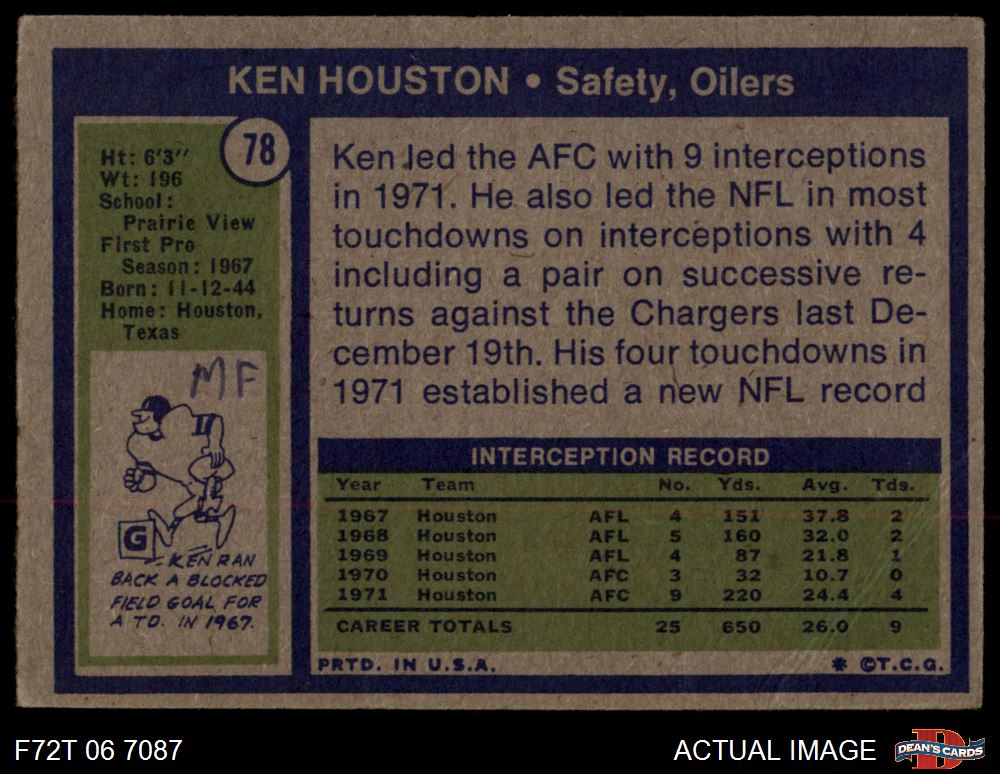 KEN HOUSTON • Safety, Oilers
78
Ht: 6'3"
Wt: 196
School:
Prairie View
First Pro
Season: 1967
Born: 11-12-44
Home: Houston,
Texas
MF
G
KEN RAN
BACK A BLOCKED
FIELD GOAL FOR
A TD. IN 1967.
Ken led the AFC with 9 interceptions
in 1971. He also led the NFL in most
touchdowns on interceptions with 4
including a pair on successive re-
turns against the Chargers last De-
cember 19th. His four touchdowns in
1971 established a new NFL record
INTERCEPTION RECORD
Year Team No. Yds. Avg. Tds.
1967 Houston AFL 4 151 37.8 2
1968 Houston AFL 5 160 32.0 2
1969 Houston AFL 4 87 21.8 1
1970 Houston AFC 3 32 10.7 0
1971 Houston AFC 9 220 24.4 4
CAREER TOTALS 25 650 26.0 9
PRTD. IN U.S.A. * ©T.C.G.
F72T 06 7087
ACTUAL IMAGE
D
DEAN'S CARDS